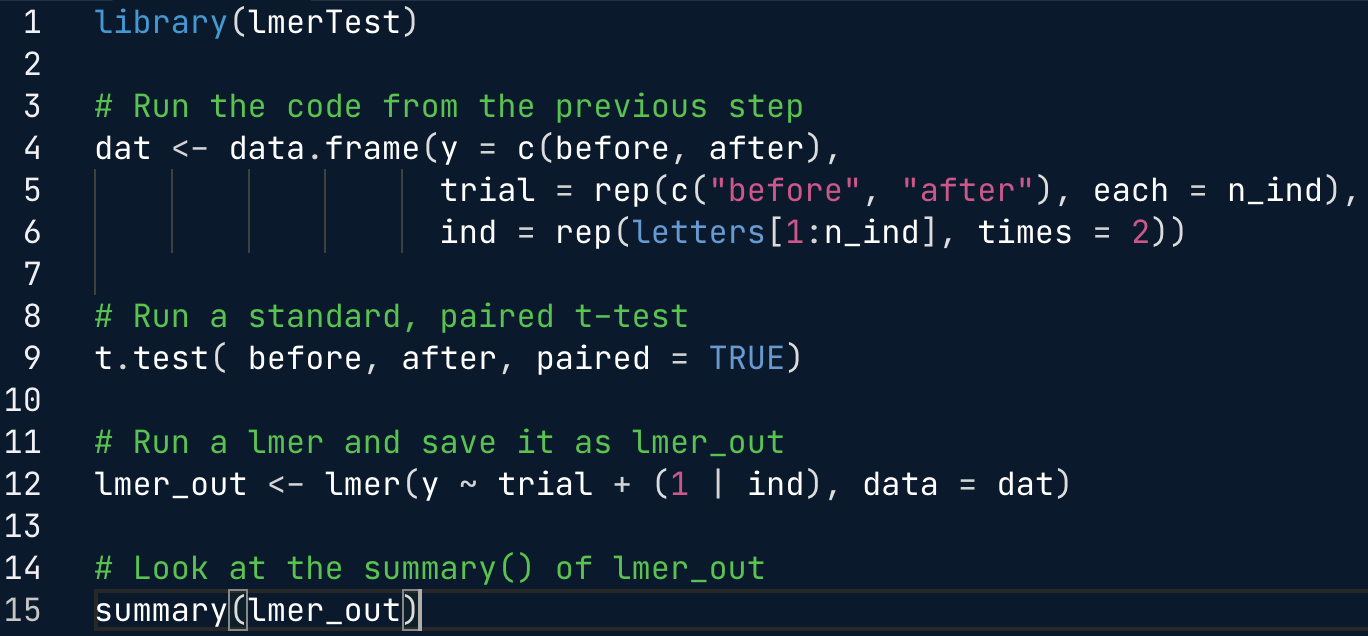 1 library(lmerTest)
2
3 # Run the code from the previous step
4 dat <- data.frame(y = c(before, after),
5 trial = rep(c("before", "after"), each = n_ind),
6 ind = rep(letters[1:n_ind], times = 2))
7
8 # Run a standard, paired t-test
9 t.test( before, after, paired = TRUE)
10
11 # Run a lmer and save it as lmer_out
12 lmer_out <- lmer(y ~ trial + (1 | ind), data = dat)
13
14 # Look at the summary() of lmer_out
15 summary(lmer_out)